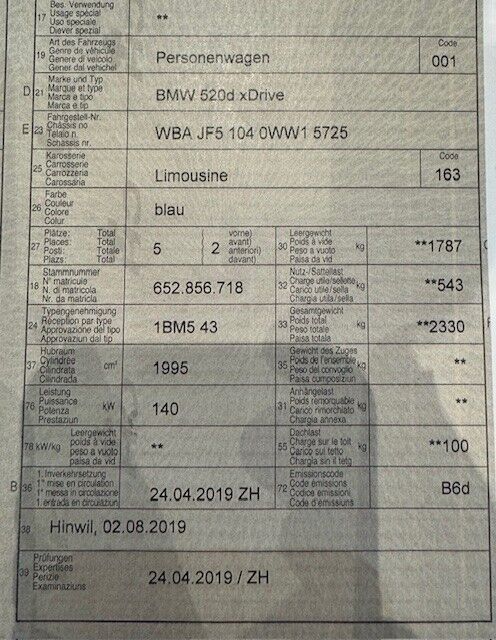 Bes. Verwendung
17 Usage spécial
Uso speciale
Diever spezial
**
19 Art des Fahrzeugs
Genre de véhicule
Genere di veicolo
Gener dal vehichel
Personenwagen
Code
001
D 21 Marke und Typ
Marque et type
Marca e tipo
Marca e tip
BMW 520d xDrive
E 23 Fahrgestell-Nr.
Châssis no
Telaio n.
Schassis nr.
WBA JF5 104 0WW1 5725
25 Karosserie
Carrosserie
Carrozzeria
Carossaria
Limousine
Code
163
26 Farbe
Couleur
Colore
Colur
blau
27 Plätze: Total
Places: Total
Posti: Totale
Plazs: Total
5
2
vorne)
avant)
anteriori)
davant)
30 Leergewicht
Poids à vide
Peso a vuoto
Paisa da vid
kg
**1787
18 Stammnummer
N° matricule
N. di matricola
Nr. da matricla
652.856.718
32 Nutz-/Sattellast
Charge utile/sellette
Carico utile/sella
Chargia utila/sella
kg
**543
24 Typengenehmigung
Réception par type
Approvazione del tipo
Approvaziun dal tip
1BM5 43
33 Gesamtgewicht
Poids total
Peso totale
Paisa totala
kg
**2330
37 Hubraum
Cylindrée
Cilindrata
Cilindrada
cm³
1995
35 Gewicht des Zuges
Poids de l'ensemble
Peso del convoglio
Paisa cumposiziun
kg
**
76 Leistung
Puissance
Potenza
Prestaziun
kW
140
31 Anhängelast
Poids remorquable
Carico rimorchiato
Chargia annexa
kg
**
78 kW/kg
Leergewicht
poids à vide
peso a vuoto
paisa da vid
**
55 Dachlast
Charge sur le toit
Carico sul tetto
Chargia sin il tetg
kg
**100
B 36 1. Inverkehrsetzung
1re mise en circulation
1a messa in circolazione
1. entrada en circulaziun
24.04.2019 ZH
72 Emissionscode
Code émissions
Codice emissioni
Code d'emissiuns
B6d
38 Hinwil, 02.08.2019
39 Prüfungen
Expertises
Perizie
Examinaziuns
24.04.2019 / ZH